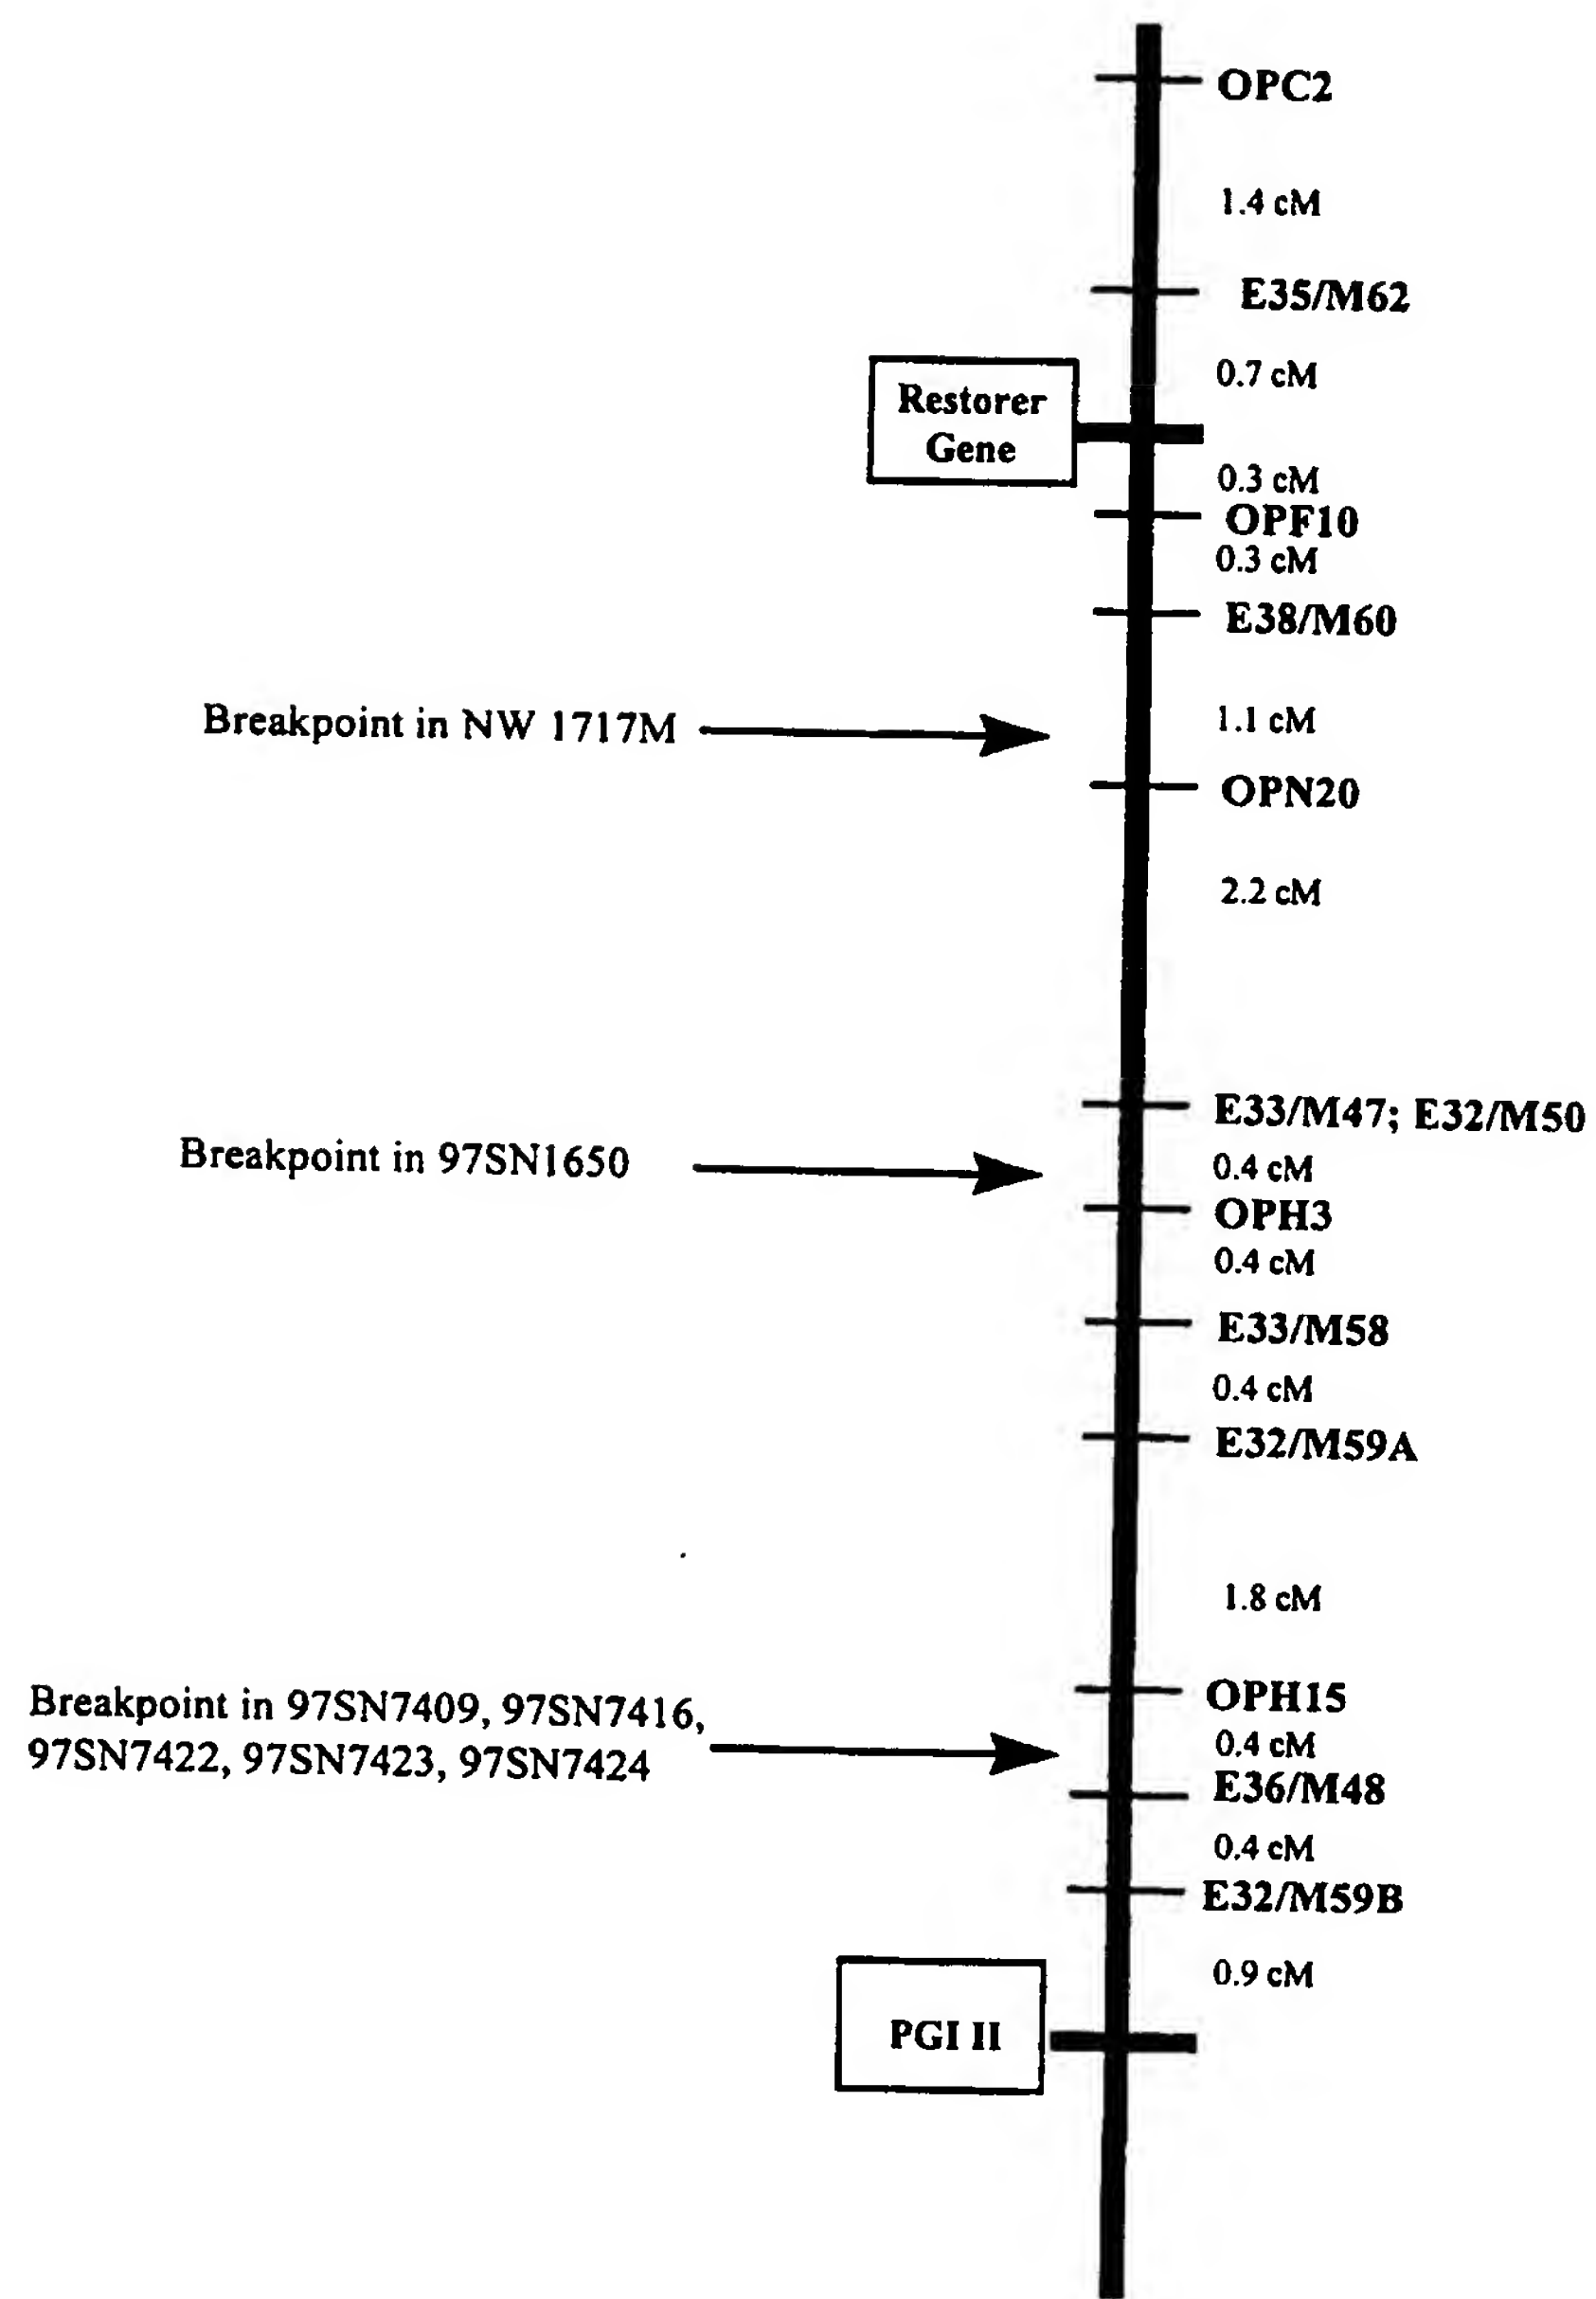 OPC2
1.4 cM
E35/M62
0.7 cM
Restorer
Gene
0.3 cM
OPF10
0.3 cM
E38/M60
Breakpoint in NW 1717M
1.1 cM
OPN20
2.2 cM
E33/M47; E32/M50
Breakpoint in 97SN1650
0.4 cM
OPH3
0.4 cM
E33/M58
0.4 cM
E32/M59A
1.8 cM
OPH15
Breakpoint in 97SN7409, 97SN7416,
97SN7422, 97SN7423, 97SN7424
0.4 cM
E36/M48
0.4 cM
E32/M59B
0.9 cM
PGI II